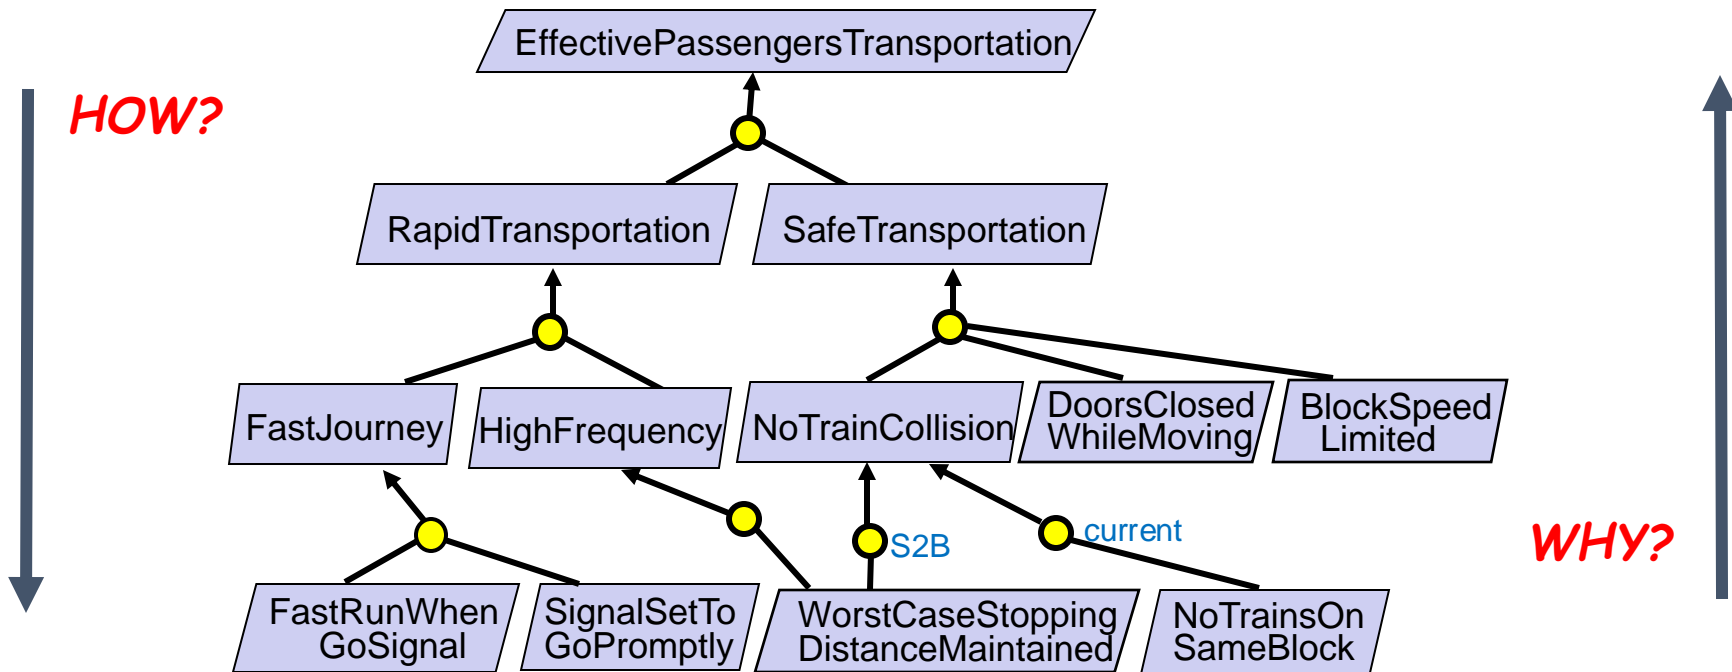 EffectivePassengersTransportation
HOW?
RapidTransportation
SafeTransportation
FastJourney
HighFrequency
NoTrainCollision
DoorsClosed
WhileMoving
BlockSpeed
Limited
S2B
current
WHY?
FastRunWhen
GoSignal
SignalSetTo
GoPromptly
WorstCaseStopping
DistanceMaintained
NoTrainsOn
SameBlock